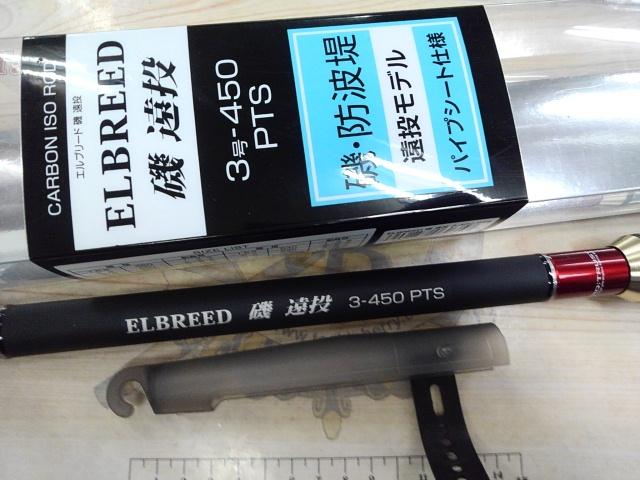 CARBON ISO ROD
エルブリード 磯 遠投
ELBREED
磯 遠投
3号-450
PTS
磯・防波堤
遠投モデル
パイプシート仕様
SIZE LIST
ELBREED 磯 遠投 3-450 PTS